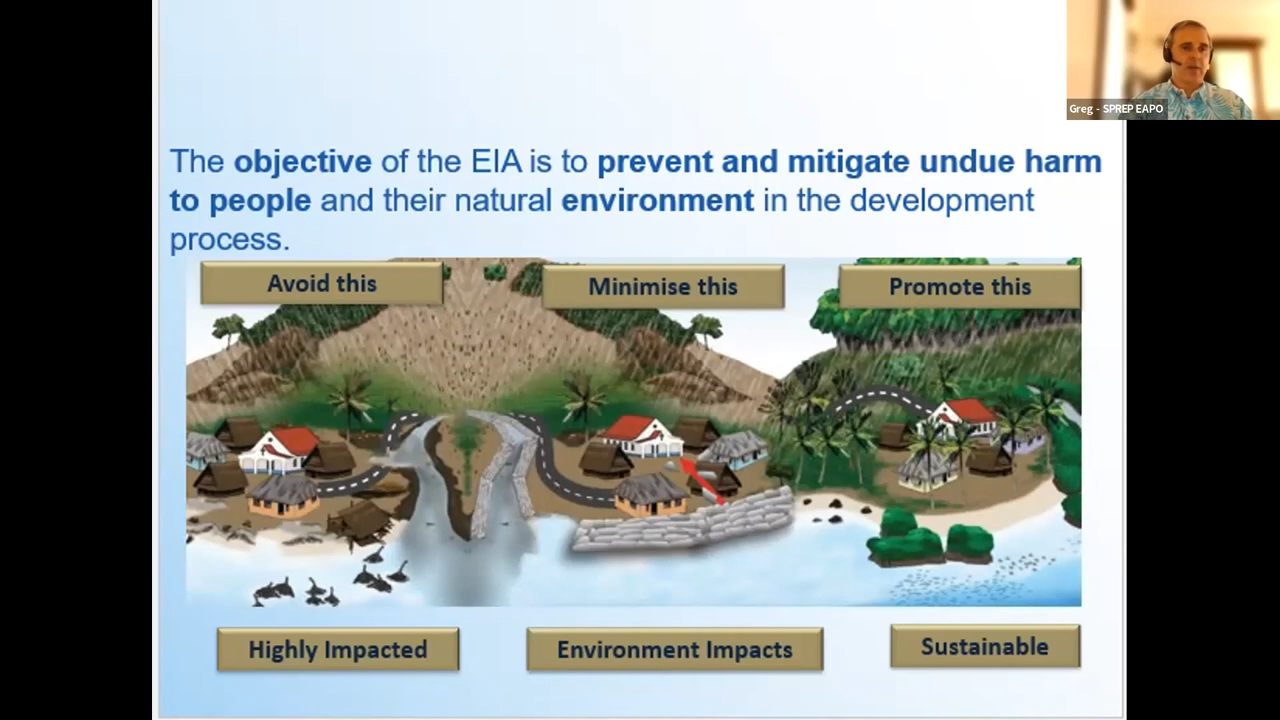 Greg - SPREP EAPO
The objective of the EIA is to prevent and mitigate undue harm
to people and their natural environment in the development
process.
Avoid this
Minimise this
Promote this
Highly Impacted
Environment Impacts
Sustainable